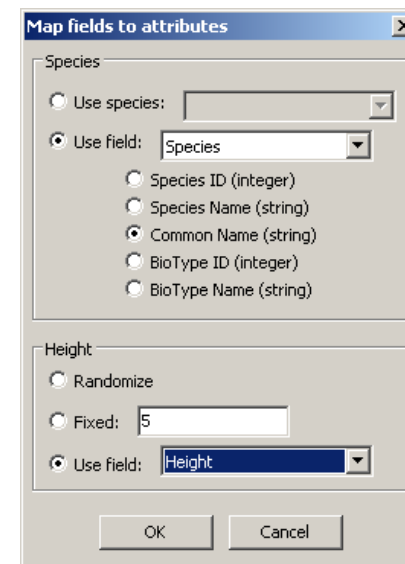 Map fields to attributes
Species
Use species:
Use field: Species
Species ID (integer)
Species Name (string)
Common Name (string)
BioType ID (integer)
BioType Name (string)
Height
Randomize
Fixed: 5
Use field: Height
OK Cancel